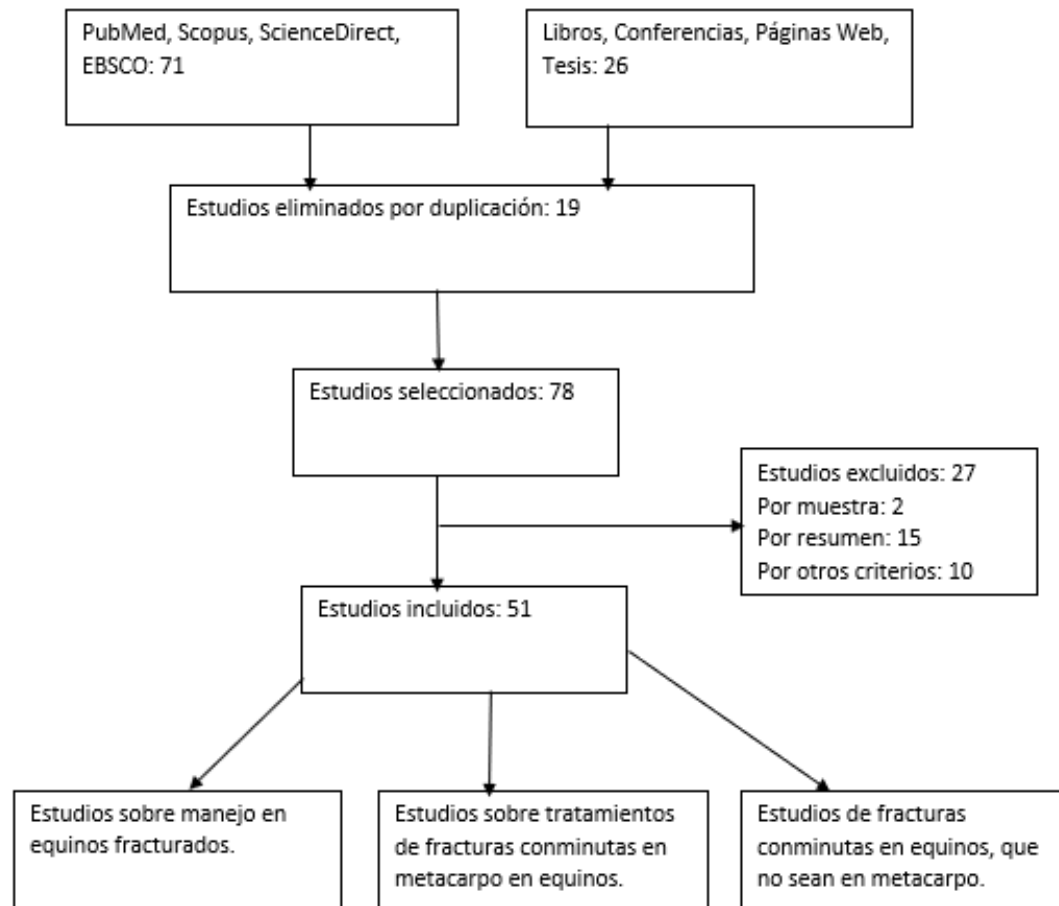 PubMed, Scopus, ScienceDirect,
EBSCO: 71
Libros, Conferencias, Páginas Web,
Tesis: 26
Estudios eliminados por duplicación: 19
Estudios seleccionados: 78
Estudios excluidos: 27
Por muestra: 2
Por resumen: 15
Por otros criterios: 10
Estudios incluidos: 51
Estudios sobre manejo en
equinos fracturados.
Estudios sobre tratamientos
de fracturas conminutas en
metacarpo en equinos.
Estudios de fracturas
conminutas en equinos, que
no sean en metacarpo.